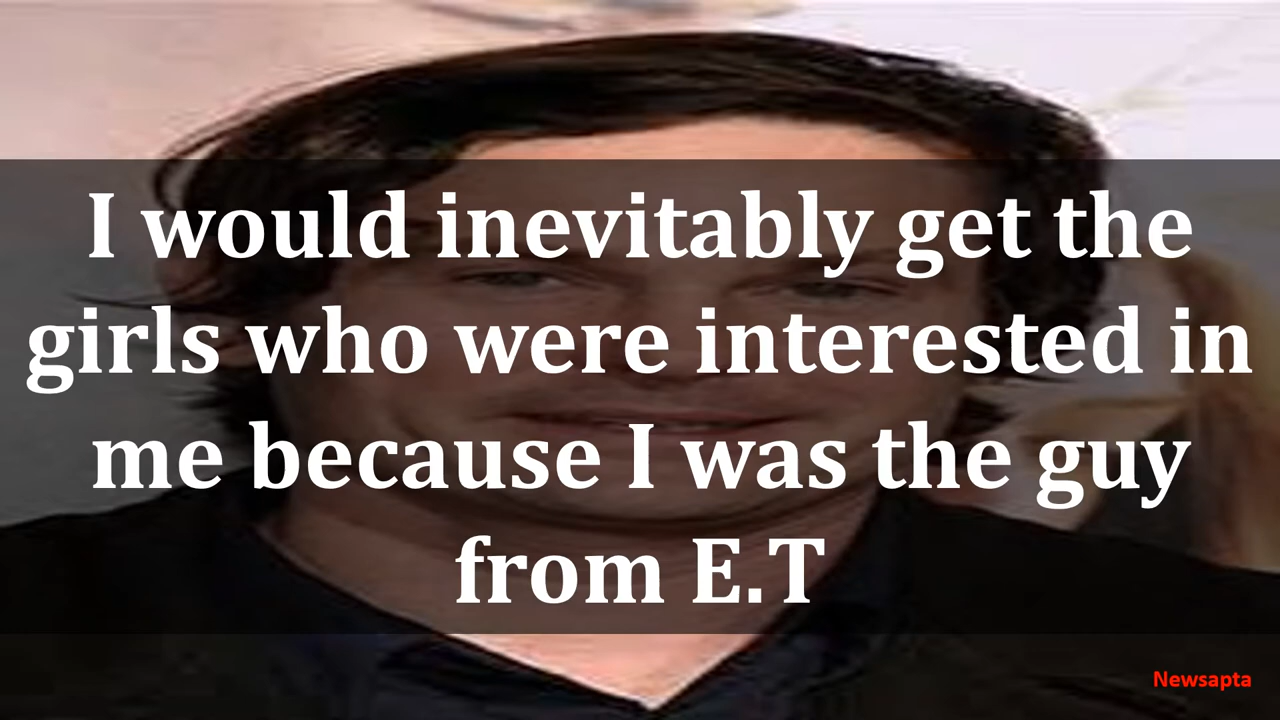 I would inevitably get the
girls who were interested in
me because I was the guy
from E.T
Newsapta